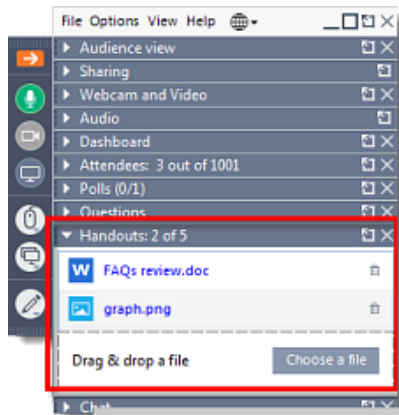 File Options View Help
Audience view
Sharing
Webcam and Video
Audio
Dashboard
Attendees: 3 out of 1001
Polls (0/1)
Questions
Handouts: 2 of 5
W FAQs review.doc
graph.png
Drag & drop a file Choose a file
Chat